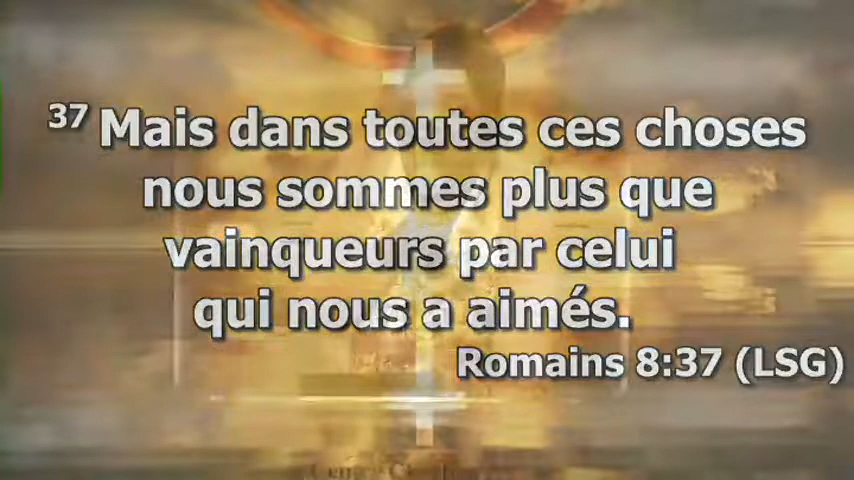 37 Mais dans toutes ces choses
nous sommes plus que
vainqueurs par celui
qui nous a aimés.
Romains 8:37 (LSG)